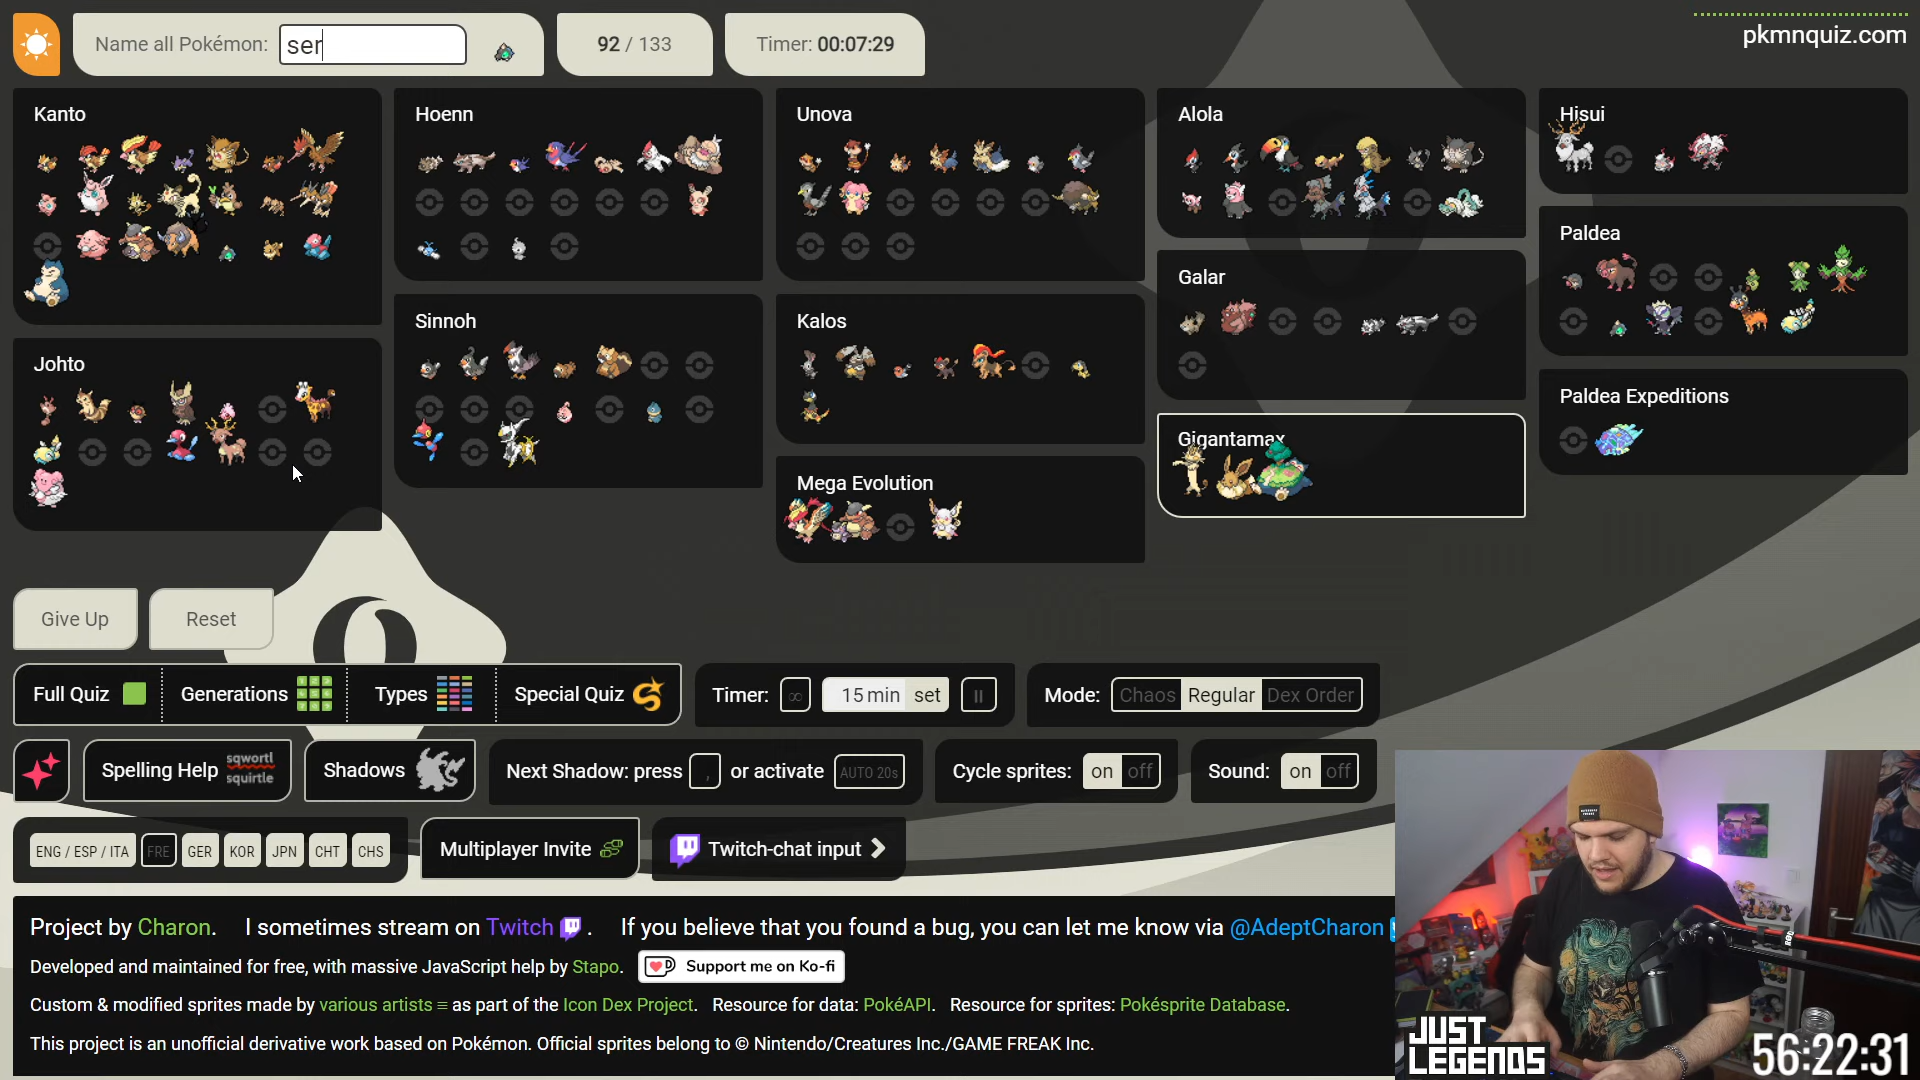 Name all Pokémon: ser
92 / 133
Timer: 00:07:29
pkmnquiz.com
Kanto
Hoenn
Unova
Alola
Hisui
Paldea
Galar
Sinnoh
Kalos
Johto
Paldea Expeditions
Gigantamax
Mega Evolution
Give Up
Reset
Full Quiz
Generations
Types
Special Quiz
Timer: ∞ 15 min set
Mode: Chaos Regular Dex Order
Spelling Help sqwortl squirtle
Shadows
Next Shadow: press , or activate AUTO 20s
Cycle sprites: on off
Sound: on off
ENG / ESP / ITA FRE GER KOR JPN CHT CHS
Multiplayer Invite
Twitch-chat input
Project by Charon. I sometimes stream on Twitch . If you believe that you found a bug, you can let me know via @AdeptCharon
Developed and maintained for free, with massive JavaScript help by Stapo. Support me on Ko-fi
Custom & modified sprites made by various artists ≡ as part of the Icon Dex Project. Resource for data: PokéAPI. Resource for sprites: Pokésprite Database.
This project is an unofficial derivative work based on Pokémon. Official sprites belong to © Nintendo/Creatures Inc./GAME FREAK Inc.
JUST
LEGENDS
56:22:31